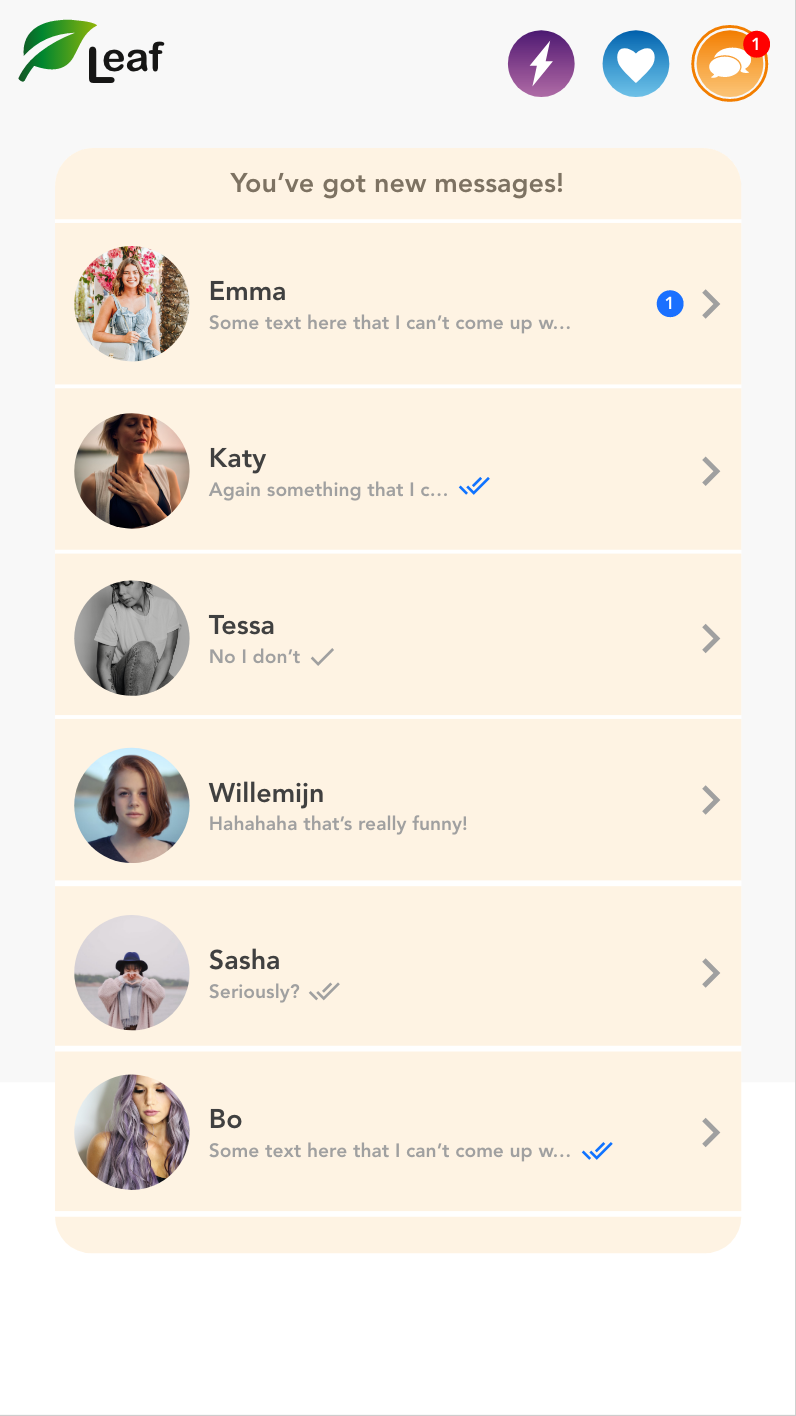 Leaf
1
You’ve got new messages!
Emma
Some text here that I can’t come up w...
1
Katy
Again something that I c...
Tessa
No I don’t
Willemijn
Hahahaha that’s really funny!
Sasha
Seriously?
Bo
Some text here that I can’t come up w...